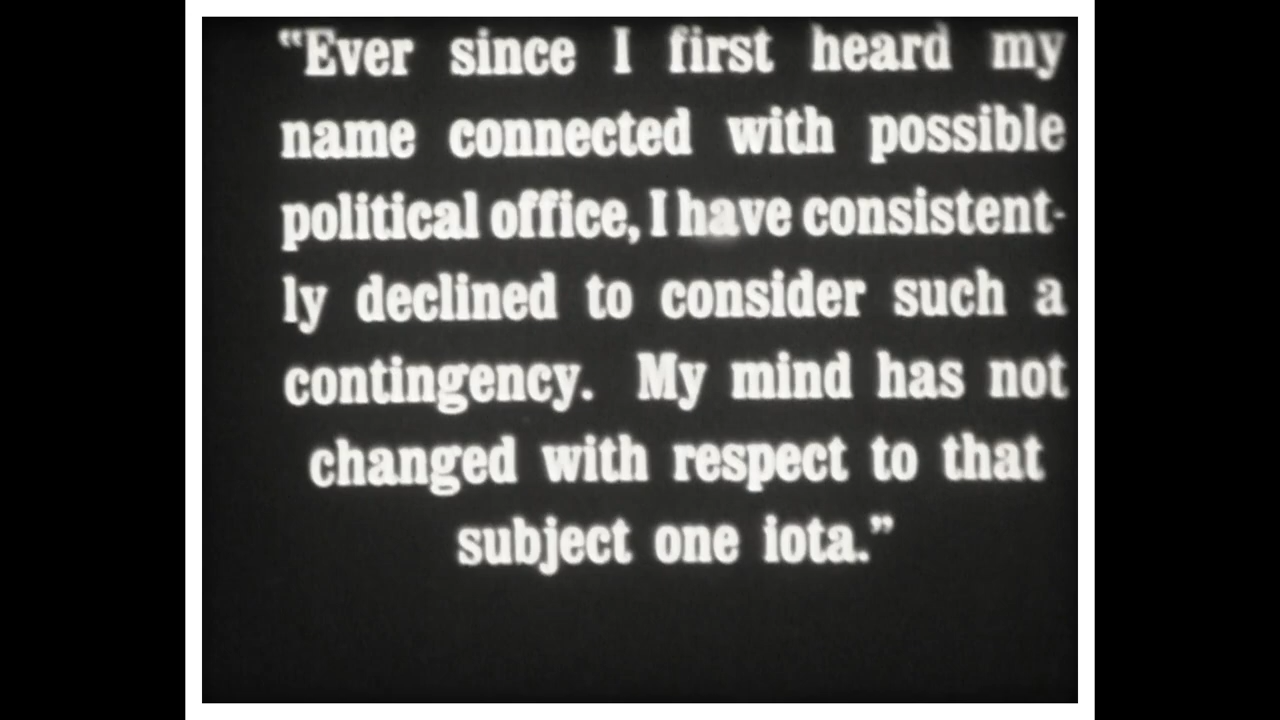 “Ever since I first heard my
name connected with possible
political office, I have consistent-
ly declined to consider such a
contingency. My mind has not
changed with respect to that
subject one iota.”